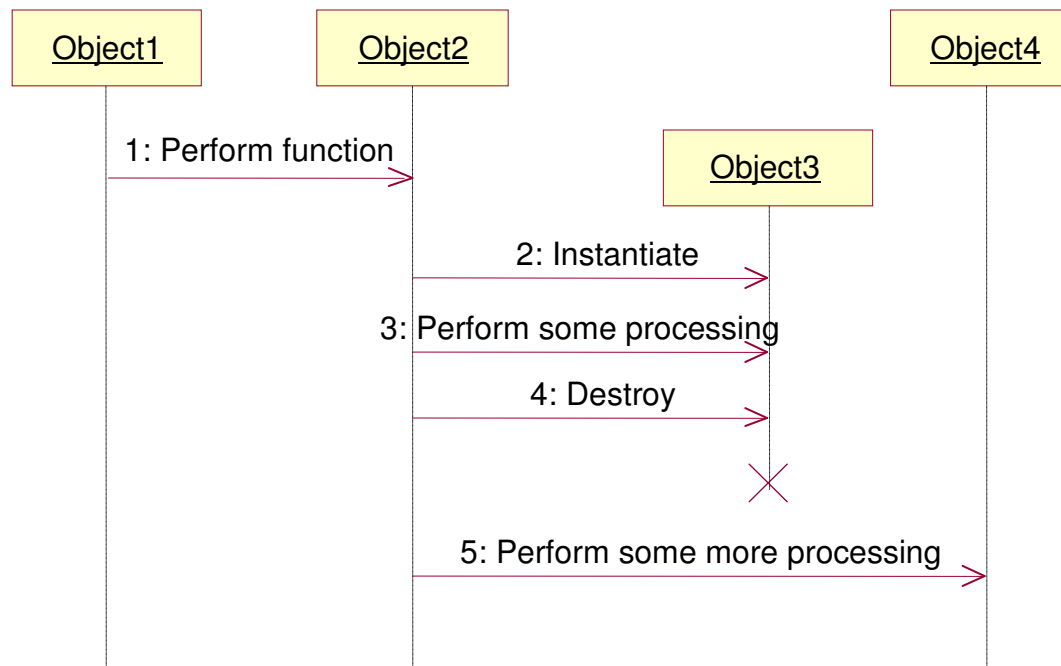 Object1
Object2
Object4
1: Perform function
Object3
2: Instantiate
3: Perform some processing
4: Destroy
5: Perform some more processing